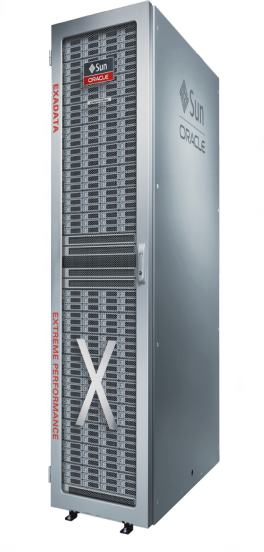 Sun
ORACLE
EXADATA
EXTREME PERFORMANCE
X
Sun
ORACLE